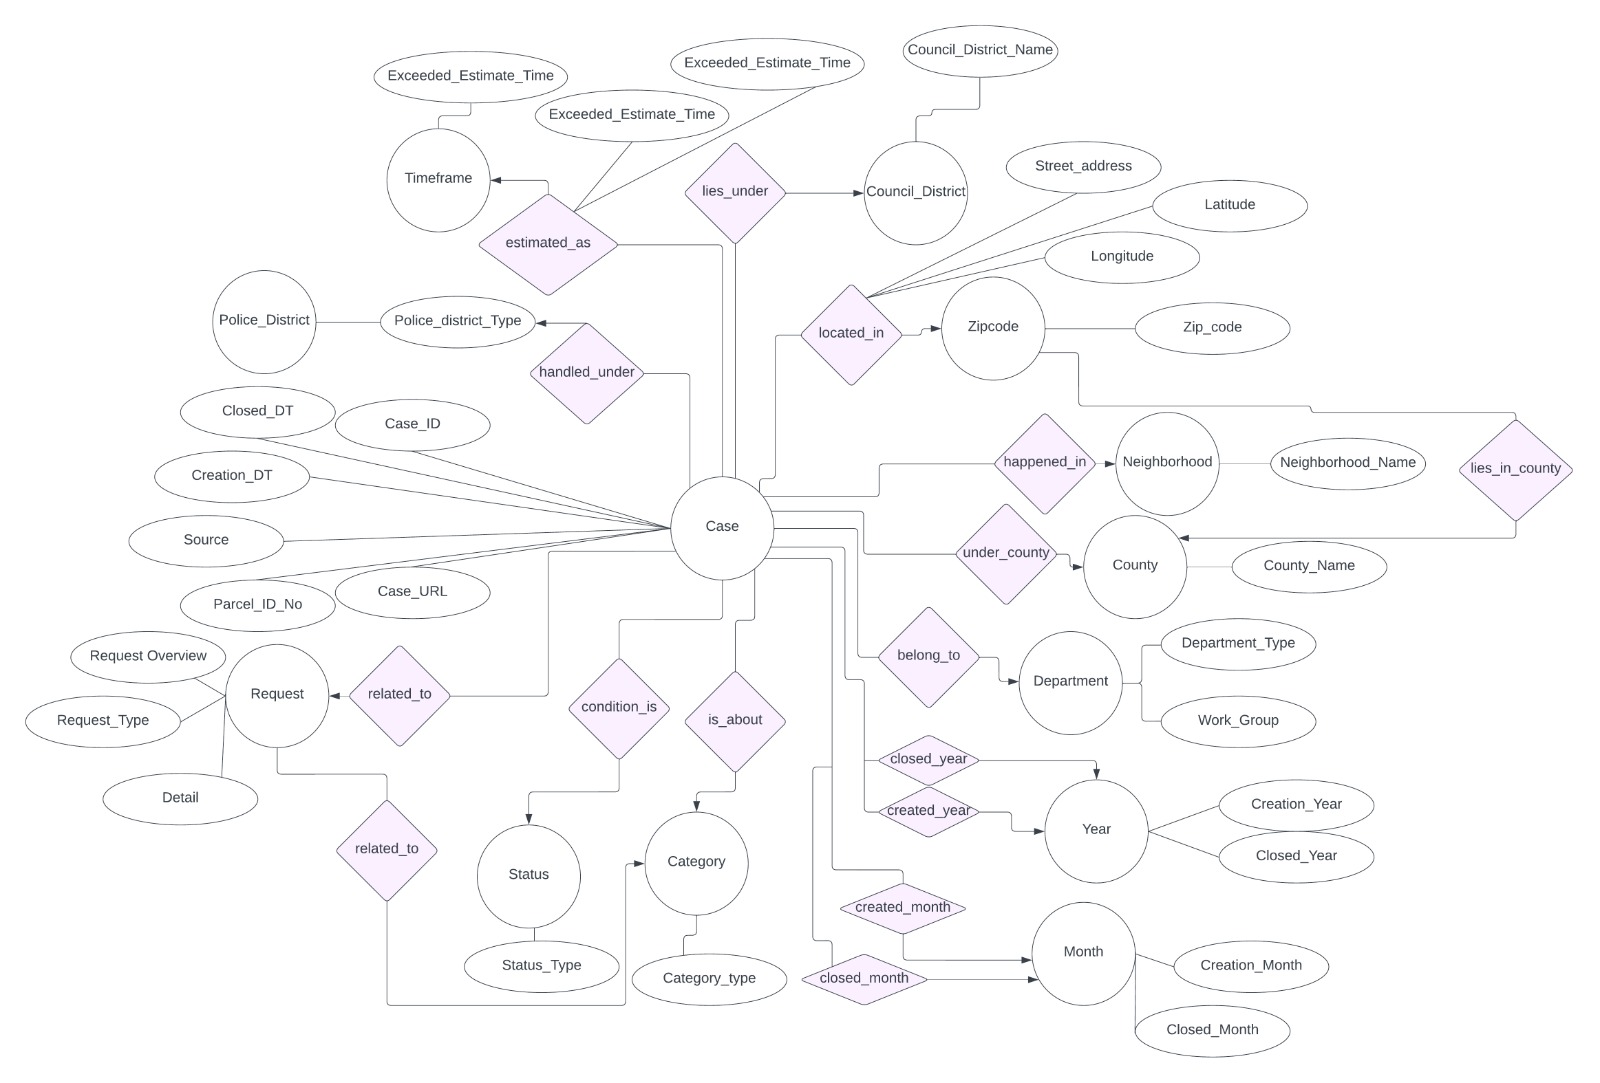 Council_District_Name
Exceeded_Estimate_Time
Exceeded_Estimate_Time
Exceeded_Estimate_Time
Street_address
Timeframe
lies_under
Council_District
Latitude
estimated_as
Longitude
Police_District
Police_district_Type
located_in
Zipcode
Zip_code
handled_under
Closed_DT
Case_ID
happened_in
Neighborhood
Neighborhood_Name
lies_in_county
Creation_DT
Case
Source
under_county
County
County_Name
Parcel_ID_No
Case_URL
Request Overview
Department_Type
belong_to
Request
related_to
Department
condition_is
Request_Type
is_about
Work_Group
closed_year
Detail
created_year
Creation_Year
Year
related_to
Closed_Year
Category
Status
created_month
Month
Status_Type
Creation_Month
Category_type
closed_month
Closed_Month